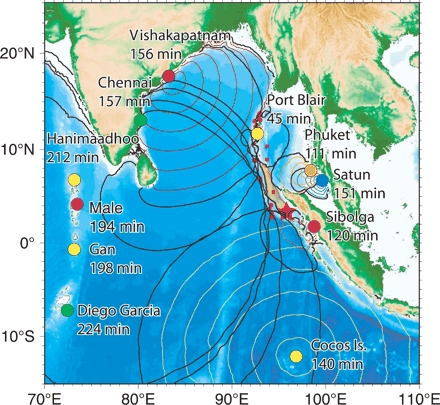 Vishakapatnam
156 min
20°N
Chennai
157 min
Port Blair
45 min
Phuket
111 min
Hanimaadhoo
212 min
10°N
Satun
151 min
Male
194 min
Sibolga
120 min
0°
Gan
198 min
Diego Garcia
224 min
10°S
Cocos Is.
140 min
70°E
80°E
90°E
100°E
110°E